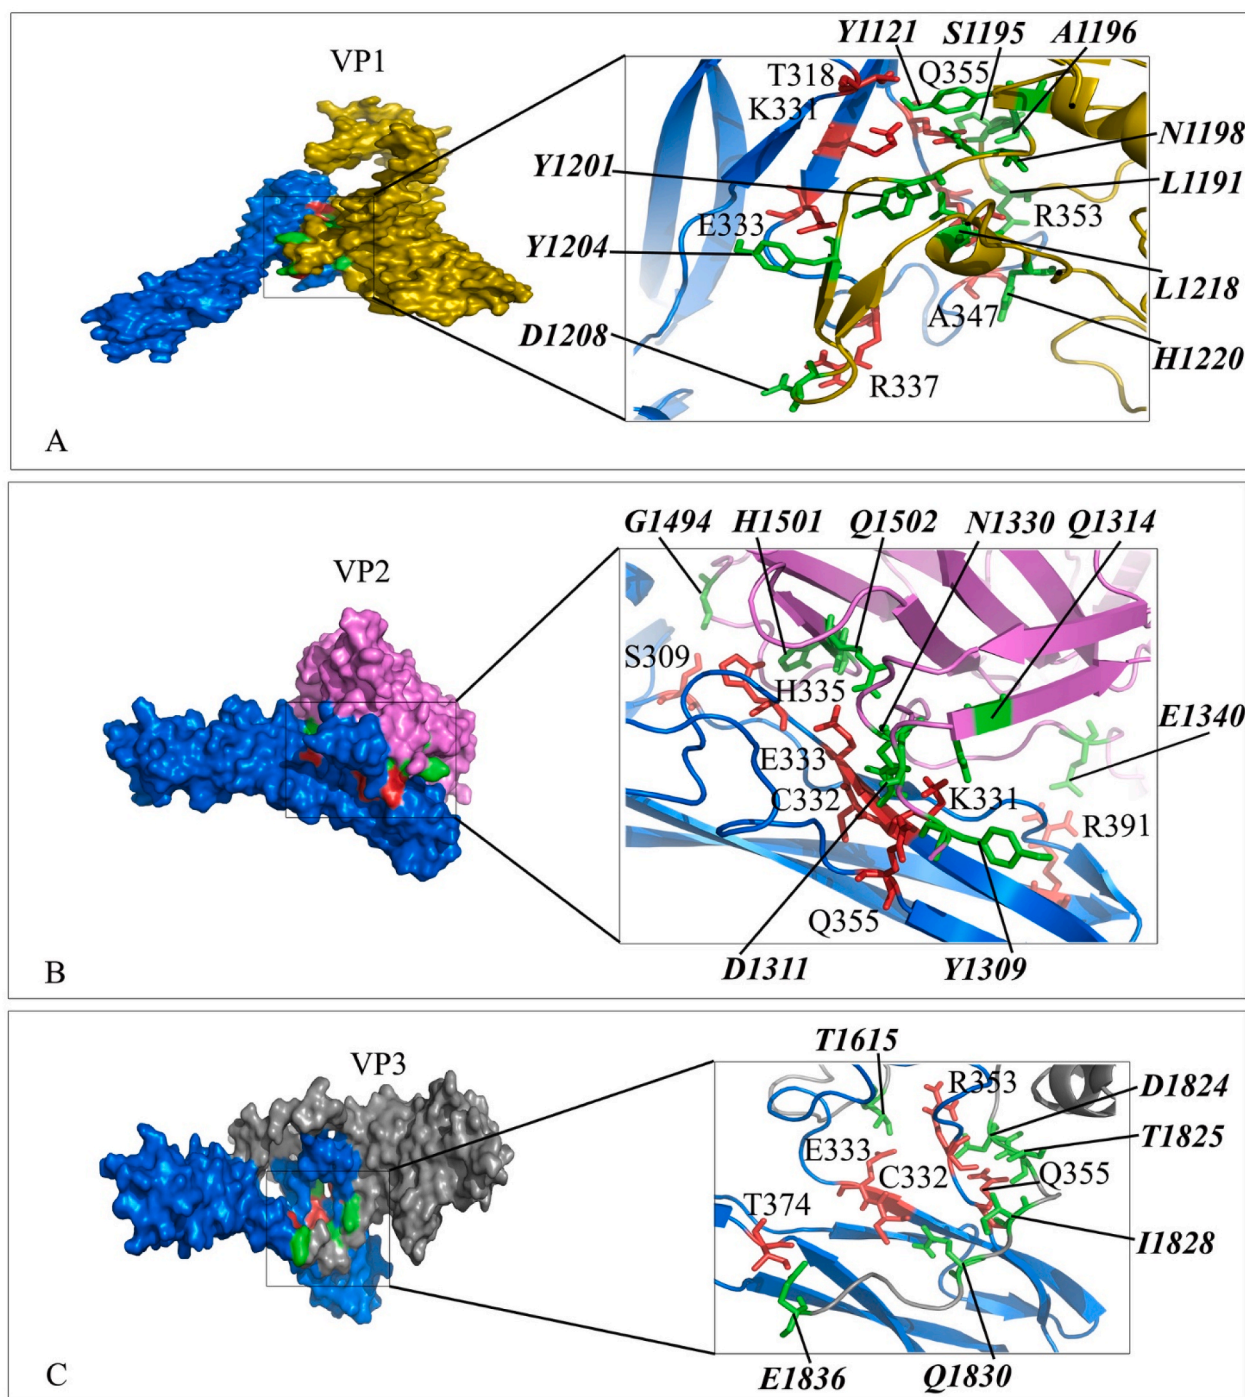 VP1
Y1121 S1195 A1196
T318 Q355
K331
N1198
Y1201
L1191
E333 R353
Y1204
L1218
D1208 A347
H1220
R337
A
G1494 H1501 Q1502 N1330 Q1314
VP2
S309
H335
E1340
E333
C332 K331
R391
Q355
D1311 Y1309
B
T1615
VP3
R353 D1824
T1825
E333
C332 Q355
T374
I1828
E1836 Q1830
C